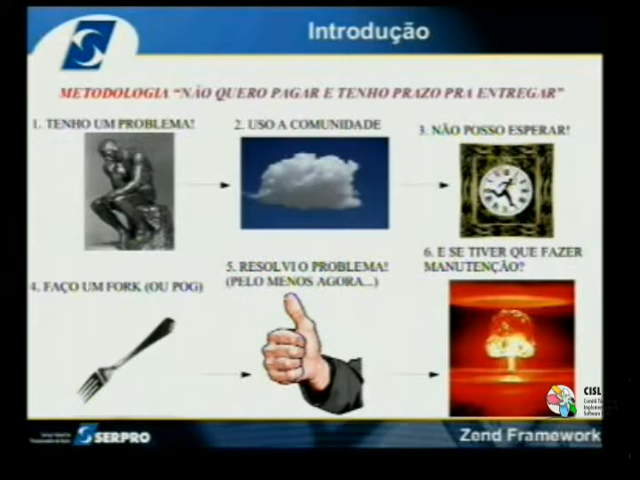 Introdução
METODOLOGIA “NÃO QUERO PAGAR E TENHO PRAZO PRA ENTREGAR”
1. TENHO UM PROBLEMA!
2. USO A COMUNIDADE
3. NÃO POSSO ESPERAR!
4. FAÇO UM FORK (OU POG)
5. RESOLVI O PROBLEMA!
(PELO MENOS AGORA...)
6. E SE TIVER QUE FAZER
MANUTENÇÃO?
CISL
SERPRO
Zend Framework